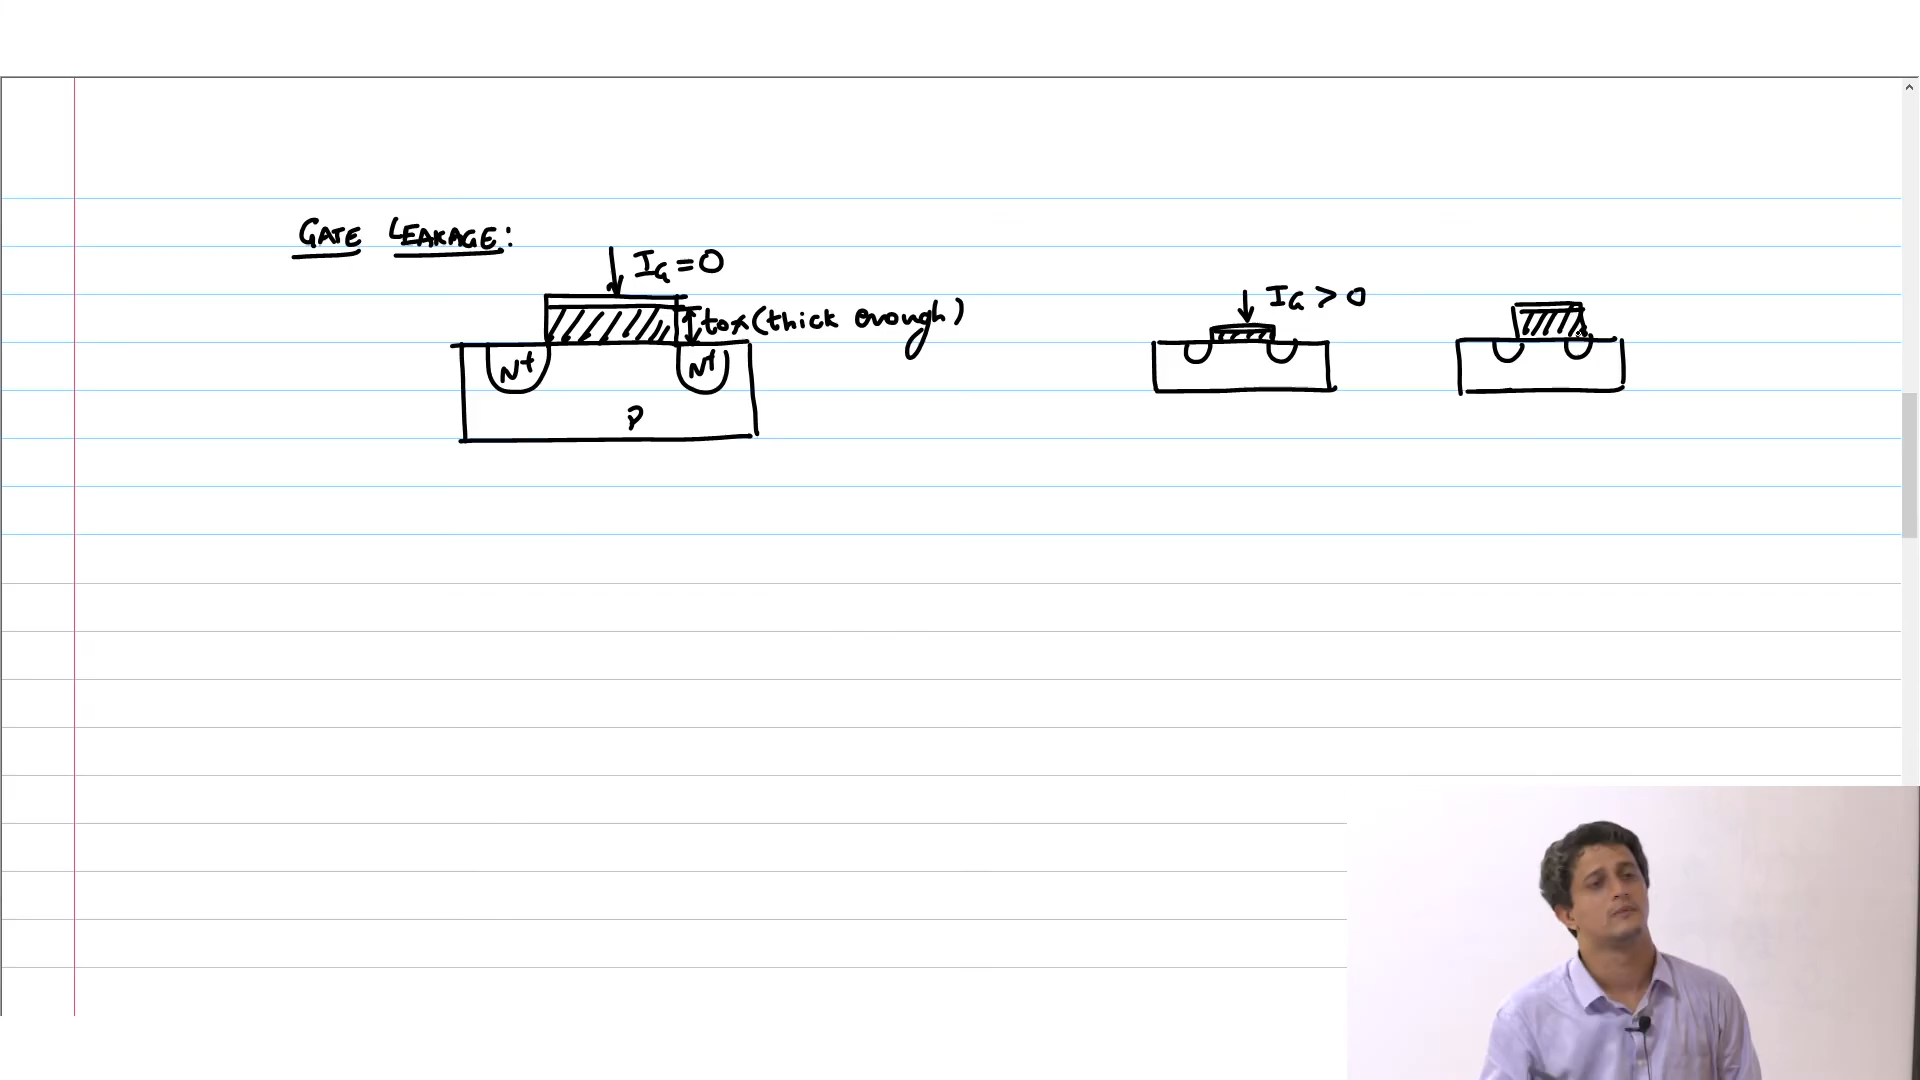 GATE LEAKAGE:
I_G = 0
tox (thick enough)
N+ N+
P
I_G > 0